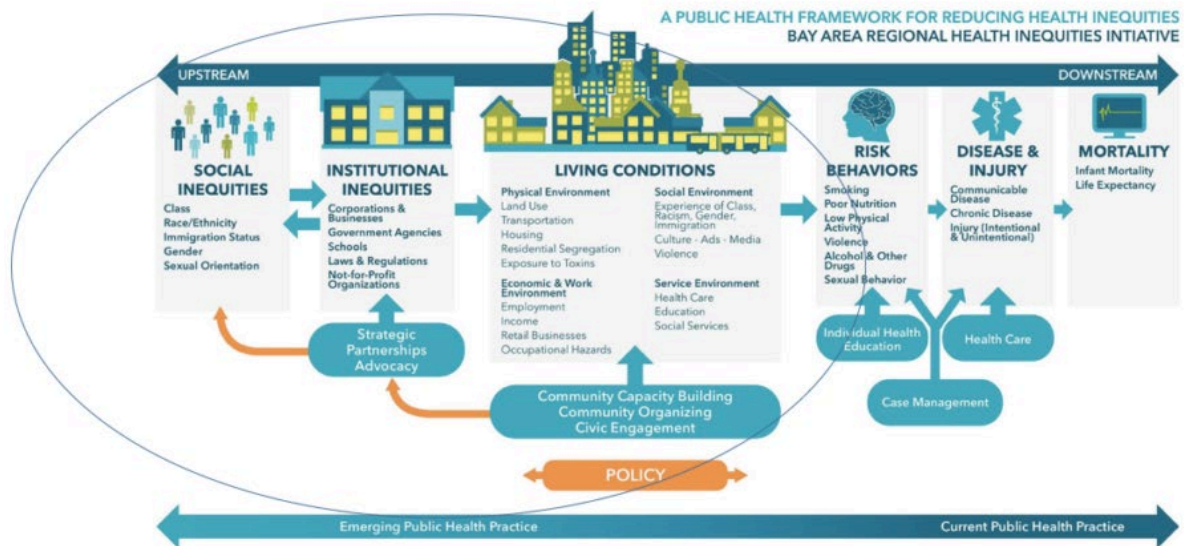 A PUBLIC HEALTH FRAMEWORK FOR REDUCING HEALTH INEQUITIES
BAY AREA REGIONAL HEALTH INEQUITIES INTIATIVE
UPSTREAM
DOWNSTREAM
SOCIAL
INEQUITIES
Class
Race/Ethnicity
Immigration Status
Gender
Sexual Orientation
INSTITUTIONAL
INEQUITIES
Corporations &
Businesses
Government Agencies
Schools
Laws & Regulations
Not-for-Profit
Organizations
LIVING CONDITIONS
Physical Environment
Land Use
Transportation
Housing
Residential Segregation
Exposure to Toxins
Economic & Work
Environment
Employment
Income
Retail Businesses
Occupational Hazards
Social Environment
Experience of Class,
Racism, Gender,
Immigration
Culture - Ads - Media
Violence
Service Environment
Health Care
Education
Social Services
RISK
BEHAVIORS
Smoking
Poor Nutrition
Low Physical
Activity
Violence
Alcohol & Other
Drugs
Sexual Behavior
DISEASE &
INJURY
Communicable
Disease
Chronic Disease
Injury (Intentional
& Unintentional)
MORTALITY
Infant Mortality
Life Expectancy
Strategic
Partnerships
Advocacy
Community Capacity Building
Community Organizing
Civic Engagement
Individual Health
Education
Health Care
Case Management
POLICY
Emerging Public Health Practice
Current Public Health Practice